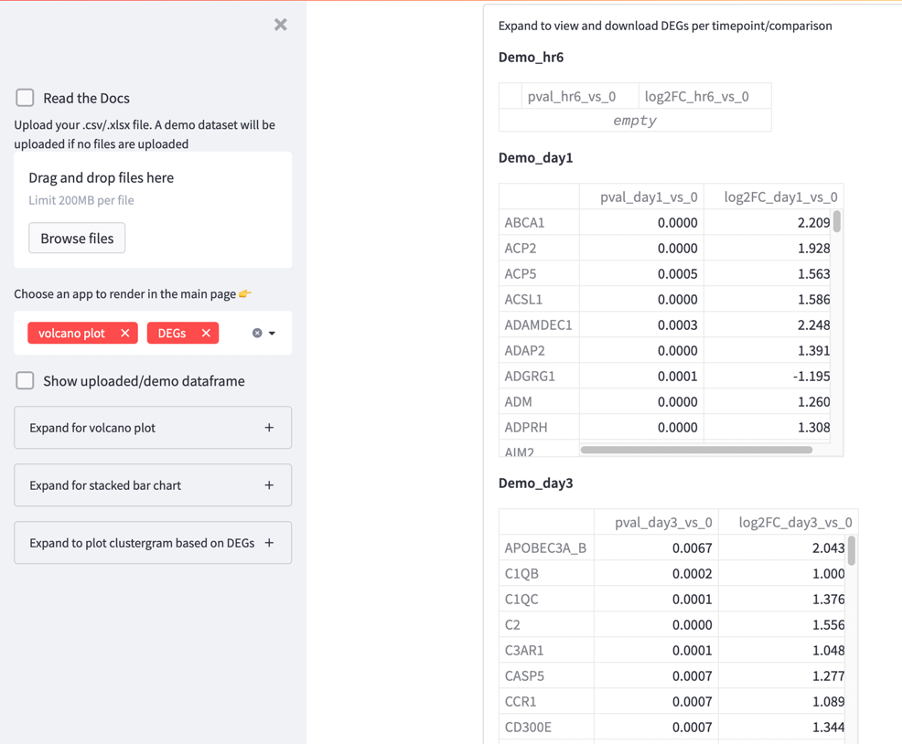 Read the Docs
Upload your .csv/.xlsx file. A demo dataset will be
uploaded if no files are uploaded
Drag and drop files here
Limit 200MB per file
Browse files
Choose an app to render in the main page 👉
volcano plot
DEGs
Show uploaded/demo dataframe
Expand for volcano plot
Expand for stacked bar chart
Expand to plot clustergram based on DEGs
Expand to view and download DEGs per timepoint/comparison
Demo_hr6
pval_hr6_vs_0 log2FC_hr6_vs_0
empty
Demo_day1
pval_day1_vs_0 log2FC_day1_vs_0
ABCA1 0.0000 2.209
ACP2 0.0000 1.928
ACP5 0.0005 1.563
ACSL1 0.0000 1.586
ADAMDEC1 0.0003 2.248
ADAP2 0.0000 1.391
ADGRG1 0.0001 -1.195
ADM 0.0000 1.260
ADPRH 0.0000 1.308
AIM2
Demo_day3
pval_day3_vs_0 log2FC_day3_vs_0
APOBEC3A_B 0.0067 2.043
C1QB 0.0002 1.000
C1QC 0.0001 1.376
C2 0.0000 1.556
C3AR1 0.0001 1.048
CASP5 0.0007 1.277
CCR1 0.0007 1.089
CD300E 0.0007 1.344